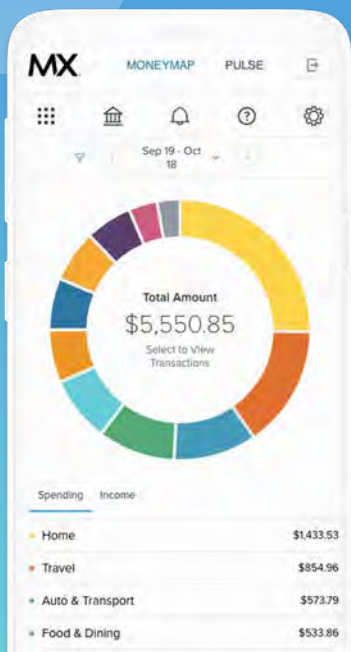 MX
MONEYMAP PULSE
Sep 19 - Oct
18
Total Amount
$5,550.85
Select to View
Transactions
Spending Income
Home $1,433.53
Travel $854.96
Auto & Transport $573.79
Food & Dining $533.86